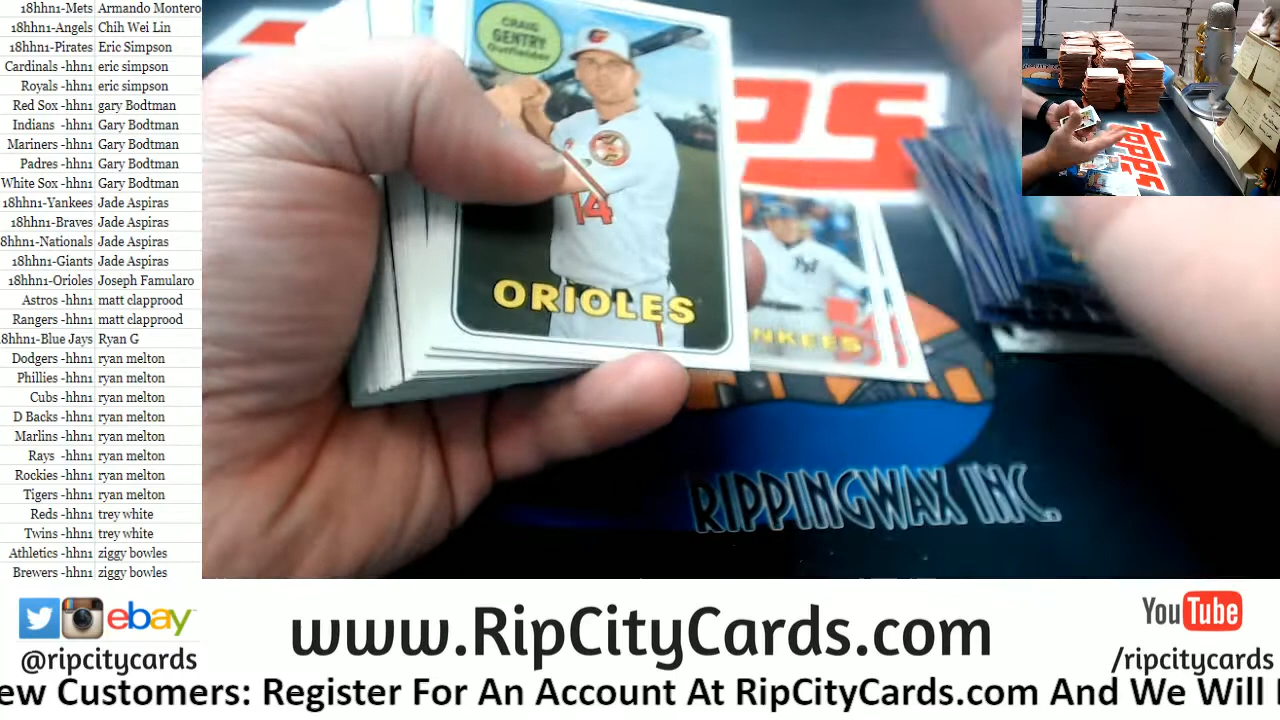 18hhn1-Mets Armando Montero
18hhn1-Angels Chih Wei Lin
18hhn1-Pirates Eric Simpson
Cardinals -hhn1 eric simpson
Royals -hhn1 eric simpson
Red Sox -hhn1 gary Bodtman
Indians -hhn1 Gary Bodtman
Mariners -hhn1 Gary Bodtman
Padres -hhn1 Gary Bodtman
White Sox -hhn1 Gary Bodtman
18hhn1-Yankees Jade Aspiras
18hhn1-Braves Jade Aspiras
8hhn1-Nationals Jade Aspiras
18hhn1-Giants Jade Aspiras
18hhn1-Orioles Joseph Famularo
Astros -hhn1 matt clapprood
Rangers -hhn1 matt clapprood
8hhn1-Blue Jays Ryan G
Dodgers -hhn1 ryan melton
Phillies -hhn1 ryan melton
Cubs -hhn1 ryan melton
D Backs -hhn1 ryan melton
Marlins -hhn1 ryan melton
Rays -hhn1 ryan melton
Rockies -hhn1 ryan melton
Tigers -hhn1 ryan melton
Reds -hhn1 trey white
Twins -hhn1 trey white
Athletics -hhn1 ziggy bowles
Brewers -hhn1 ziggy bowles
CRAIG
GENTRY
Outfielder
14
ORIOLES
PS
NKEES
topps
RIPPINGWAX INC.
ebay
@ripcitycards
www.RipCityCards.com
YouTube
/ripcitycards
ew Customers: Register For An Account At RipCityCards.com And We Will